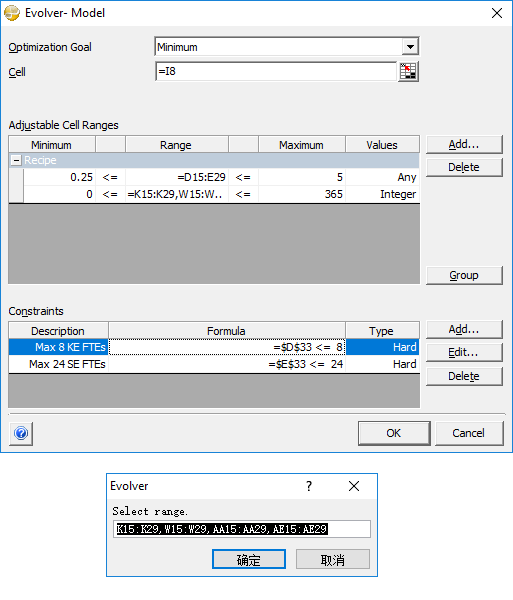 Evolver- Model
Optimization Goal Minimum
Cell =I8
Adjustable Cell Ranges
Minimum Range Maximum Values
Recipe
0.25 <= =D15:E29 <= 5 Any
0 <= =K15:K29,W15:W.. <= 365 Integer
Add...
Delete
Group
Constraints
Description Formula Type
Max 8 KE FTEs =$D$33 <= 8 Hard
Max 24 SE FTEs =$E$33 <= 24 Hard
Add...
Edit...
Delete
? OK Cancel
Evolver ?
Select range.
K15:K29,W15:W29,AA15:AA29,AE15:AE29
确定 取消